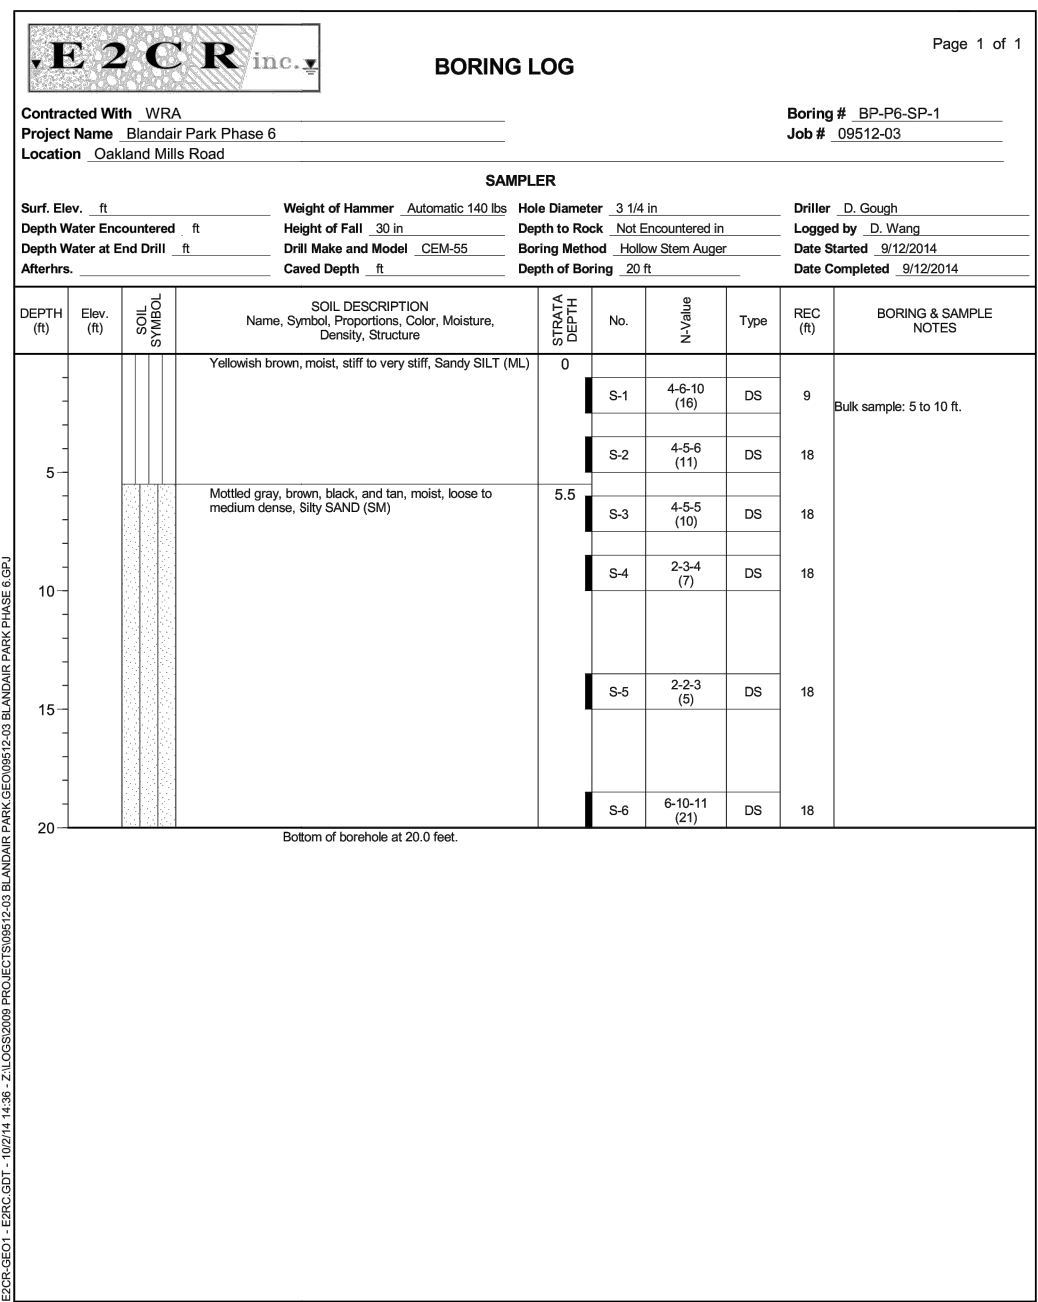 E2CR inc.
Page 1 of 1
BORING LOG
Contracted With WRA
Boring # BP-P6-SP-1
Project Name Blandair Park Phase 6
Job # 09512-03
Location Oakland Mills Road
SAMPLER
Surf. Elev. ft Weight of Hammer Automatic 140 lbs Hole Diameter 3 1/4 in Driller D. Gough
Depth Water Encountered ft Height of Fall 30 in Depth to Rock Not Encountered in Logged by D. Wang
Depth Water at End Drill ft Drill Make and Model CEM-55 Boring Method Hollow Stem Auger Date Started 9/12/2014
Afterhrs. Caved Depth ft Depth of Boring 20 ft Date Completed 9/12/2014
DEPTH
(ft)
Elev.
(ft)
SOIL
SYMBOL
SOIL DESCRIPTION
Name, Symbol, Proportions, Color, Moisture,
Density, Structure
STRATA
DEPTH
No.
N-Value
Type
REC
(ft)
BORING & SAMPLE
NOTES
Yellowish brown, moist, stiff to very stiff, Sandy SILT (ML) 0
S-1 4-6-10
(16) DS 9
Bulk sample: 5 to 10 ft.
S-2 4-5-6
(11) DS 18
5
Mottled gray, brown, black, and tan, moist, loose to
medium dense, Silty SAND (SM)
5.5
S-3 4-5-5
(10) DS 18
S-4 2-3-4
(7) DS 18
10
S-5 2-2-3
(5) DS 18
15
S-6 6-10-11
(21) DS 18
20
Bottom of borehole at 20.0 feet.
E2CR-GEO1 - E2RC.GDT - 10/2/14 14:36 - Z:\LOGS\2009 PROJECTS\09512-03 BLANDAIR PARK.GEO\09512-03 BLANDAIR PARK PHASE 6.GPJ